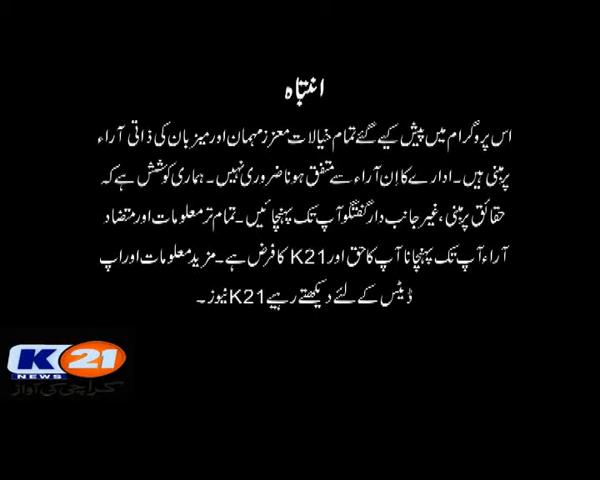 انتباہ
اس پروگرام میں پیش کیے گئے تمام خیالات معزز مہمان اور میزبان کی ذاتی آراء
پر مبنی ہیں۔ ادارے کا اِن آراء سے متفق ہونا ضروری نہیں۔ ہماری کوشش ہے کہ
حقائق پر مبنی، غیر جانب دار گفتگو آپ تک پہنچائیں۔ تمام تر معلومات اور متضاد
آراء آپ تک پہنچانا آپ کا حق اور K21 کا فرض ہے۔ مزید معلومات اور اپ
ڈیٹس کے لئے دیکھتے رہیے K21 نیوز۔
K21
NEWS
کراچی کی آواز